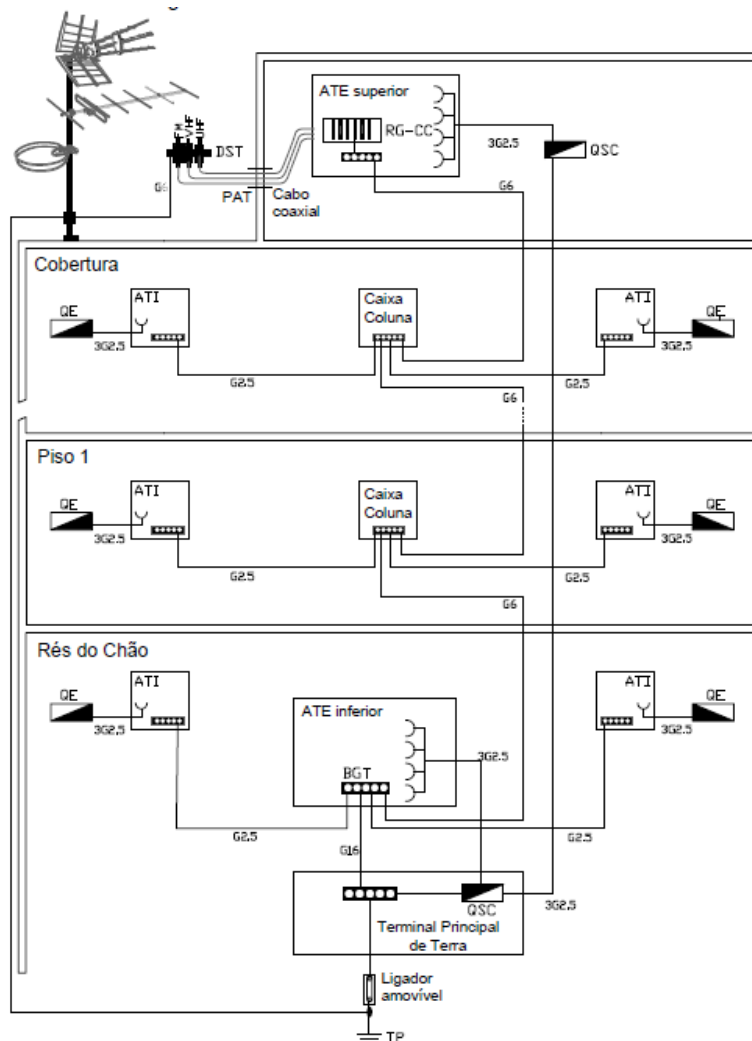 ATE superior
FM
VHF
UHF
DST
RG-CC
3G2.5
QSC
G6
PAT
Cabo
coaxial
G6
Cobertura
QE
ATI
3G2.5
Caixa
Coluna
ATI
QE
3G2.5
G2.5
G6
G2.5
Piso 1
QE
ATI
3G2.5
Caixa
Coluna
ATI
QE
3G2.5
G2.5
G6
G2.5
Rés do Chão
QE
ATI
3G2.5
ATE inferior
BGT
3G2.5
ATI
QE
3G2.5
G2.5
G16
G2.5
QSC
3G2.5
Terminal Principal
de Terra
Ligador
amovível
TP